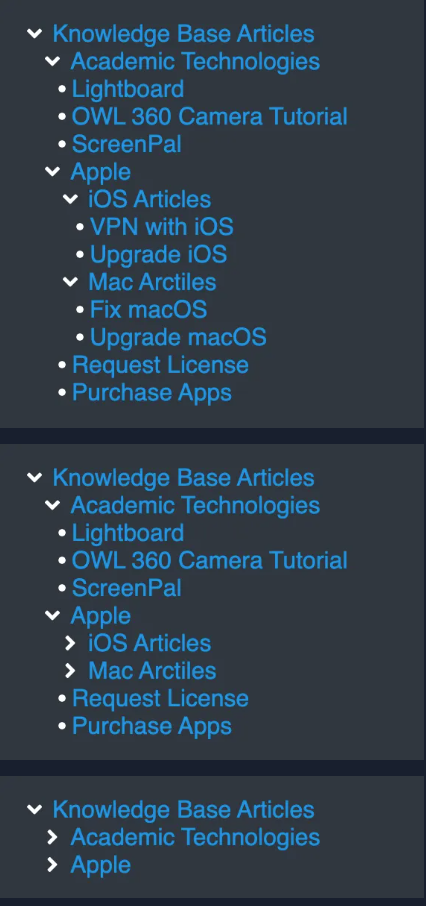 Knowledge Base Articles
Academic Technologies
Lightboard
OWL 360 Camera Tutorial
ScreenPal
Apple
iOS Articles
VPN with iOS
Upgrade iOS
Mac Arctiles
Fix macOS
Upgrade macOS
Request License
Purchase Apps
Knowledge Base Articles
Academic Technologies
Lightboard
OWL 360 Camera Tutorial
ScreenPal
Apple
iOS Articles
Mac Arctiles
Request License
Purchase Apps
Knowledge Base Articles
Academic Technologies
Apple